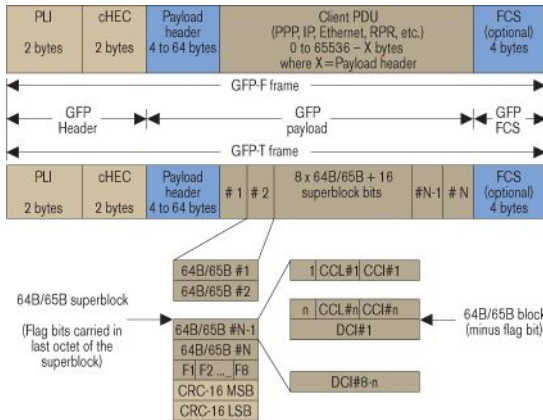 PLI
2 bytes
cHEC
2 bytes
Payload
header
4 to 64 bytes
Client PDU
(PPP, IP, Ethernet, RPR, etc.)
0 to 65536 – X bytes
where X=Payload header
FCS
(optional)
4 bytes
GFP-F frame
GFP
Header
GFP
payload
GFP
FCS
GFP-T frame
PLI
2 bytes
cHEC
2 bytes
Payload
header
4 to 64 bytes
# 1
# 2
8 x 64B/65B + 16
superblock bits
#N-1
# N
FCS
(optional)
4 bytes
64B/65B superblock
(Flag bits carried in
last octet of the
superblock)
64B/65B #1
64B/65B #2
64B/65B #N-1
64B/65B #N
F1 F2 ... F8
CRC-16 MSB
CRC-16 LSB
1 CCL#1 CCI#1
n CCL#n CCI#n
DCI#1
DCI#8-n
64B/65B block
(minus flag bit)